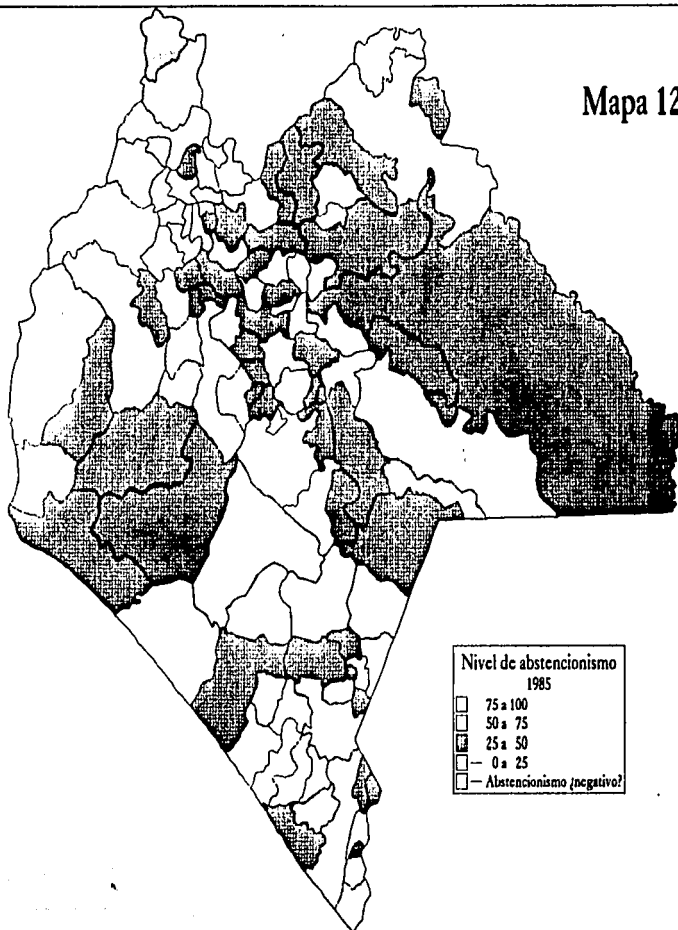 Mapa 12
Nivel de abstencionismo
1985
75 a 100
50 a 75
25 a 50
— 0 a 25
— Abstencionismo ¿negativo?